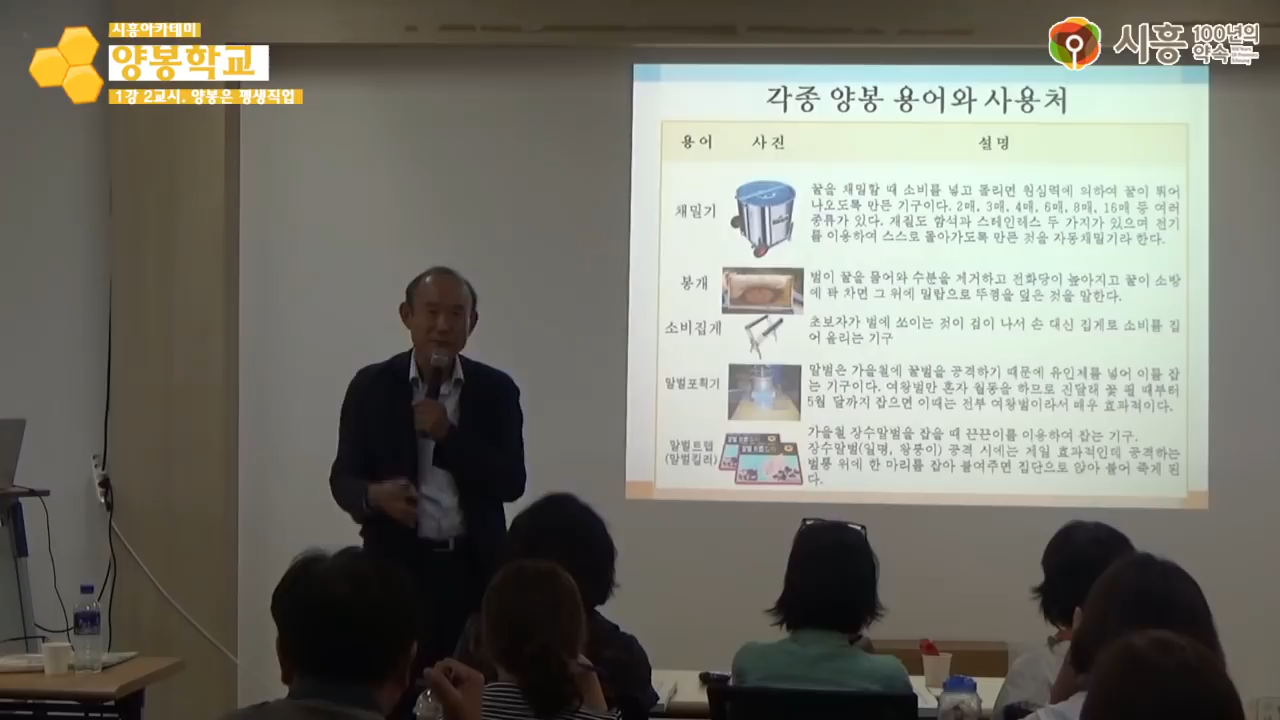 시흥아카데미
양봉학교
1강 2교시. 양봉은 평생직업
시흥 100년의
약속
각종 양봉 용어와 사용처
용어 사진 설명
채밀기
꿀을 채밀할 때 소비를 넣고 돌리면 원심력에 의하여 꿀이 튀어
나오도록 만든 기구이다. 2매, 3매, 4매, 6매, 8매, 16매 등 여러
종류가 있다. 재질도 함석과 스테인레스 두 가지가 있으며 전기
를 이용하여 스스로 돌아가도록 만든 것을 자동채밀기라 한다.
봉개
벌이 꿀을 물어와 수분을 제거하고 전화당이 높아지고 꿀이 소방
에 타 차면 그 위에 밀랍으로 뚜껑을 덮은 것을 말한다.
소비집게
초보자가 벌에 쏘이는 것이 겁이 나서 손 대신 집게로 소비를 집
어 올리는 기구
말벌포획기
말벌은 가을철에 꿀벌을 공격하기 때문에 유인제를 넣어 이를 잡
는 기구이다. 여왕벌만 혼자 월동을 하므로 진달래 꽃 필 때부터
5월 달까지 잡으면 이때는 전부 여왕벌이라서 매우 효과적이다.
말벌트랩
(말벌킬러)
가을철 장수말벌을 잡을 때 끈끈이를 이용하여 잡는 기구.
장수말벌(일명, 왕퉁이) 공격 시에는 제일 효과적인데 공격하는
벌통 위에 한 마리를 잡아 붙여주면 집단으로 앉아 붙어 죽게 된
다.